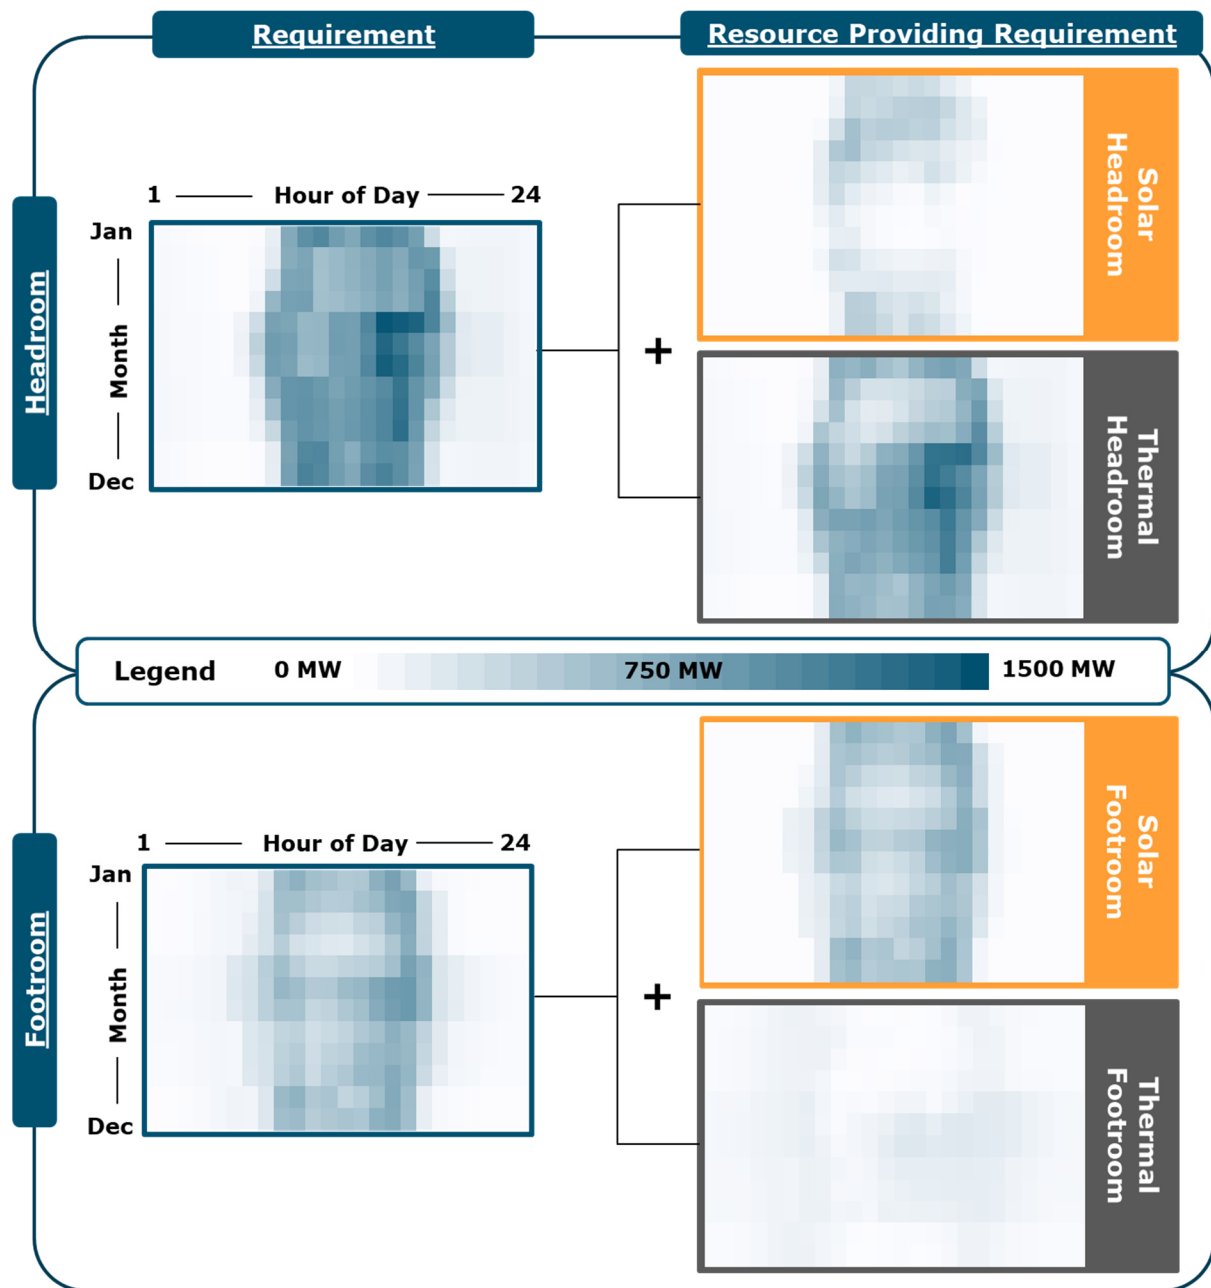 Requirement
Resource Providing Requirement
Headroom
1 Hour of Day 24
Jan
Month
Dec
+
Solar
Headroom
Thermal
Headroom
Legend 0 MW 750 MW 1500 MW
Footroom
1 Hour of Day 24
Jan
Month
Dec
+
Solar
Footroom
Thermal
Footroom